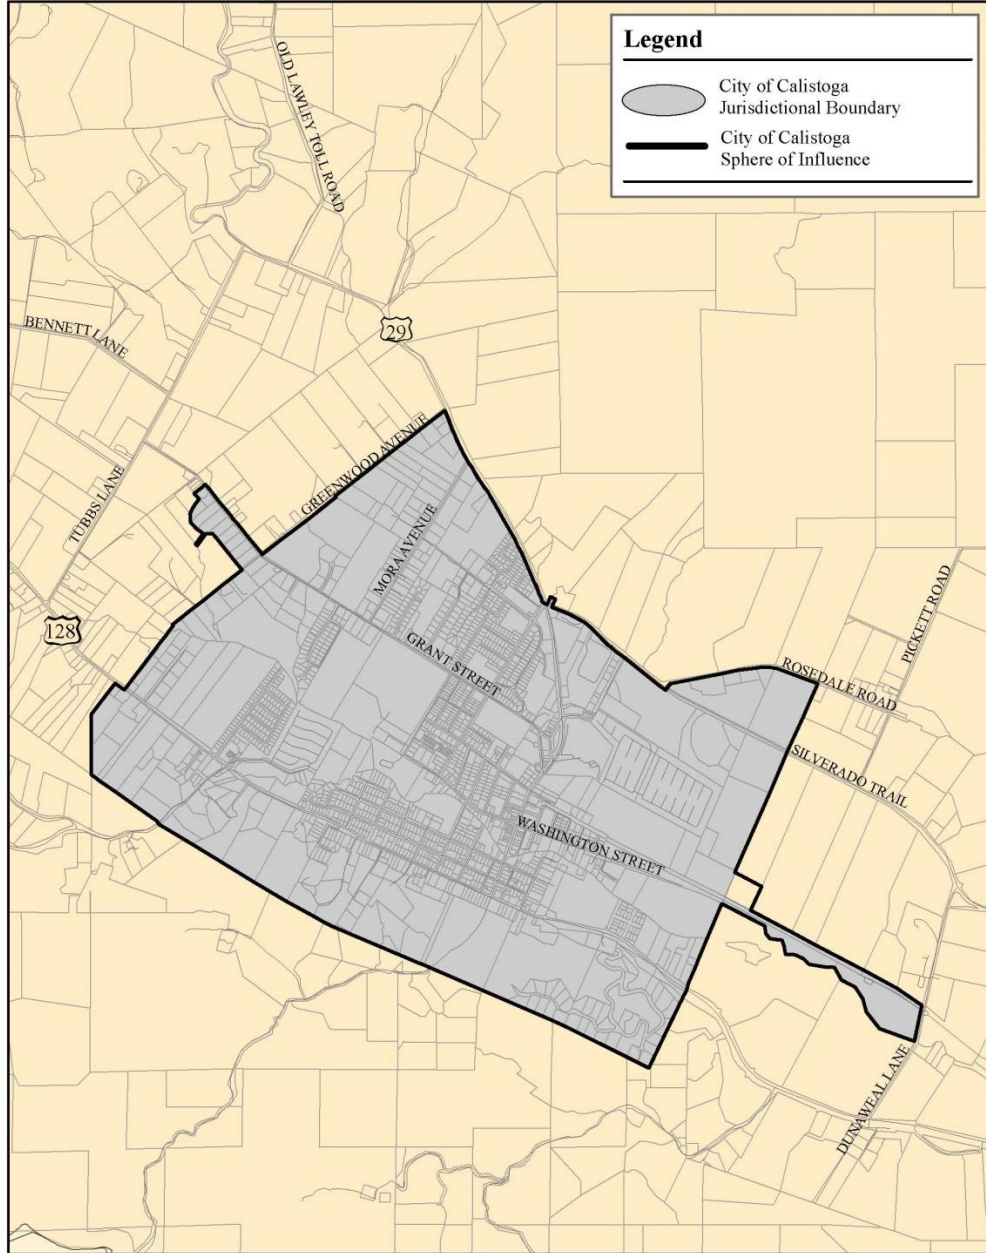 Legend
City of Calistoga
Jurisdictional Boundary
City of Calistoga
Sphere of Influence
OLD LAWLEY TOLL ROAD
BENNETT LANE
29
GREENWOOD AVENUE
TUBBS LANE
MORA AVENUE
128
GRANT STREET
PICKETT ROAD
ROSEDALE ROAD
SILVERADO TRAIL
WASHINGTON STREET
DUNAWEAL LANE